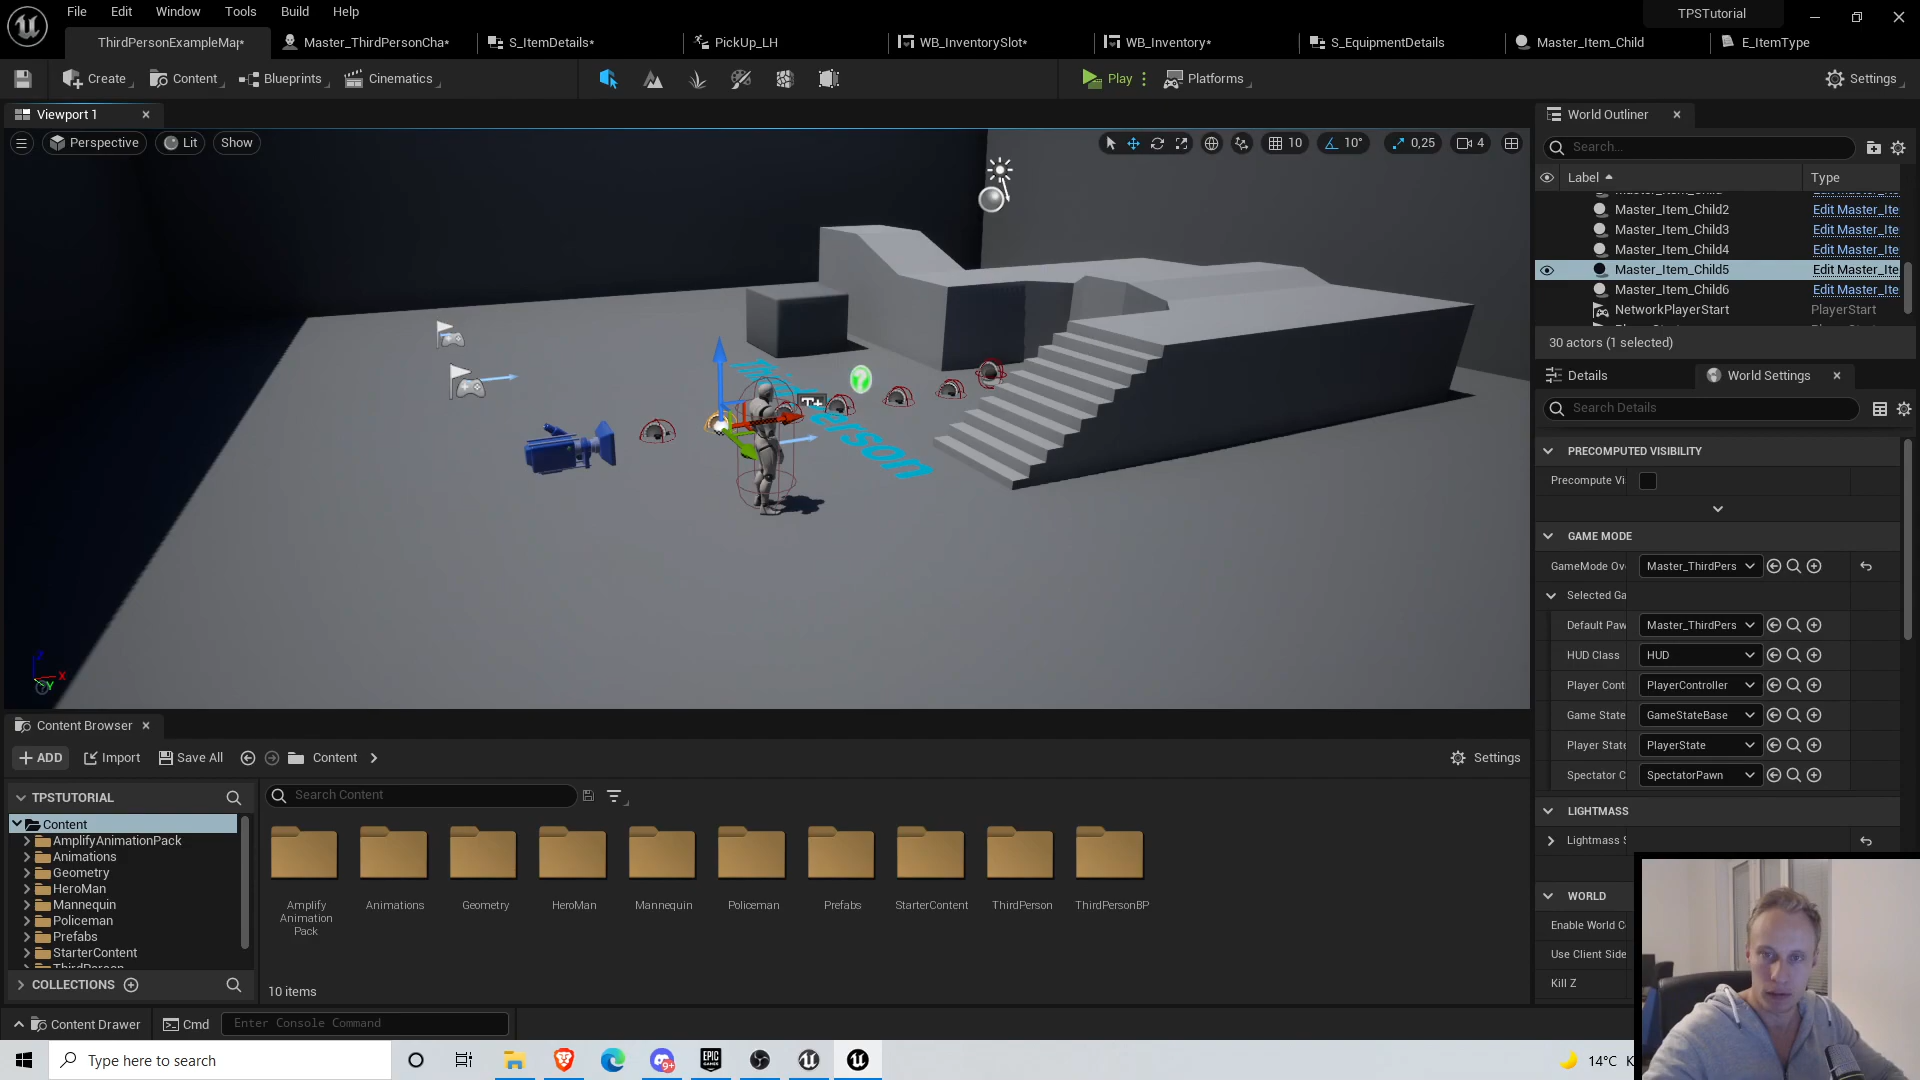 File Edit Window Tools Build Help
TPSTutorial
ThirdPersonExampleMap*
Master_ThirdPersonCha*
S_ItemDetails*
PickUp_LH
WB_InventorySlot*
WB_Inventory*
S_EquipmentDetails
Master_Item_Child
E_ItemType
Create
Content
Blueprints
Cinematics
Play
Platforms
Settings
Viewport 1
Perspective
Lit
Show
10
10°
0,25
4
erson
World Outliner
Search...
Label
Type
Master_Item_Child2 Edit Master_Ite
Master_Item_Child3 Edit Master_Ite
Master_Item_Child4 Edit Master_Ite
Master_Item_Child5 Edit Master_Ite
Master_Item_Child6 Edit Master_Ite
NetworkPlayerStart PlayerStart
30 actors (1 selected)
Details
World Settings
Search Details
PRECOMPUTED VISIBILITY
Precompute Vi
GAME MODE
GameMode Ov Master_ThirdPers
Selected Ga
Default Paw Master_ThirdPers
HUD Class HUD
Player Cont PlayerController
Game State GameStateBase
Player State PlayerState
Spectator C SpectatorPawn
LIGHTMASS
Lightmass S
WORLD
Enable World C
Use Client Side
Kill Z
Content Browser
ADD
Import
Save All
Content
Settings
TPSTUTORIAL
Search Content
Content
AmplifyAnimationPack
Animations
Geometry
HeroMan
Mannequin
Policeman
Prefabs
StarterContent
ThirdPerson
COLLECTIONS
Amplify
Animation
Pack
Animations
Geometry
HeroMan
Mannequin
Policeman
Prefabs
StarterContent
ThirdPerson
ThirdPersonBP
10 items
Content Drawer
Cmd
Enter Console Command
Type here to search
9+
EPIC
GAMES
14°C K